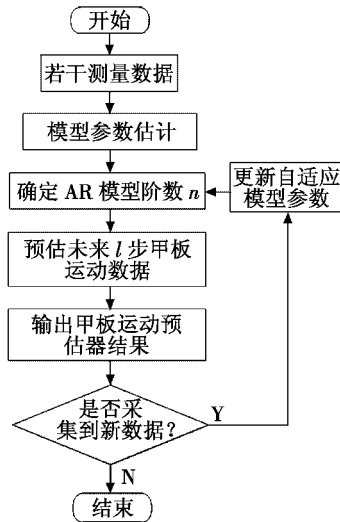 开始
若干测量数据
模型参数估计
确定 AR 模型阶数 n
更新自适应
模型参数
预估未来 l 步甲板
运动数据
输出甲板运动预
估器结果
是否采
集到新数据？
Y
N
结束